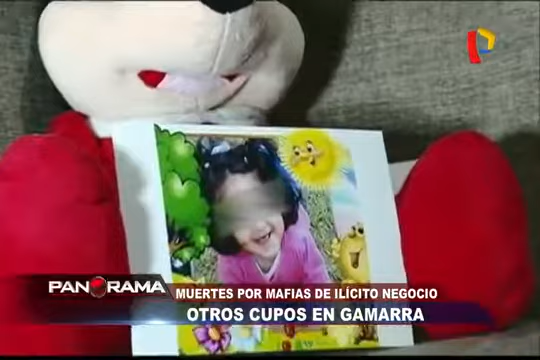 PANORAMA
MUERTES POR MAFIAS DE ILÍCITO NEGOCIO
OTROS CUPOS EN GAMARRA